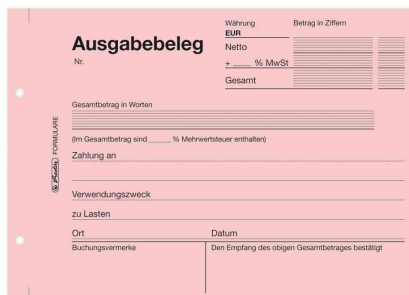 Währung
Betrag in Ziffern
EUR
Ausgabebeleg
Netto
Nr.
+ ____ % MwSt
Gesamt
Gesamtbetrag in Worten
(Im Gesamtbetrag sind ______ % Mehrwertsteuer enthalten)
Zahlung an
Verwendungszweck
zu Lasten
Ort
Datum
Buchungsvermerke
Den Empfang des obigen Gesamtbetrages bestätigt
herlitz FORMULARE